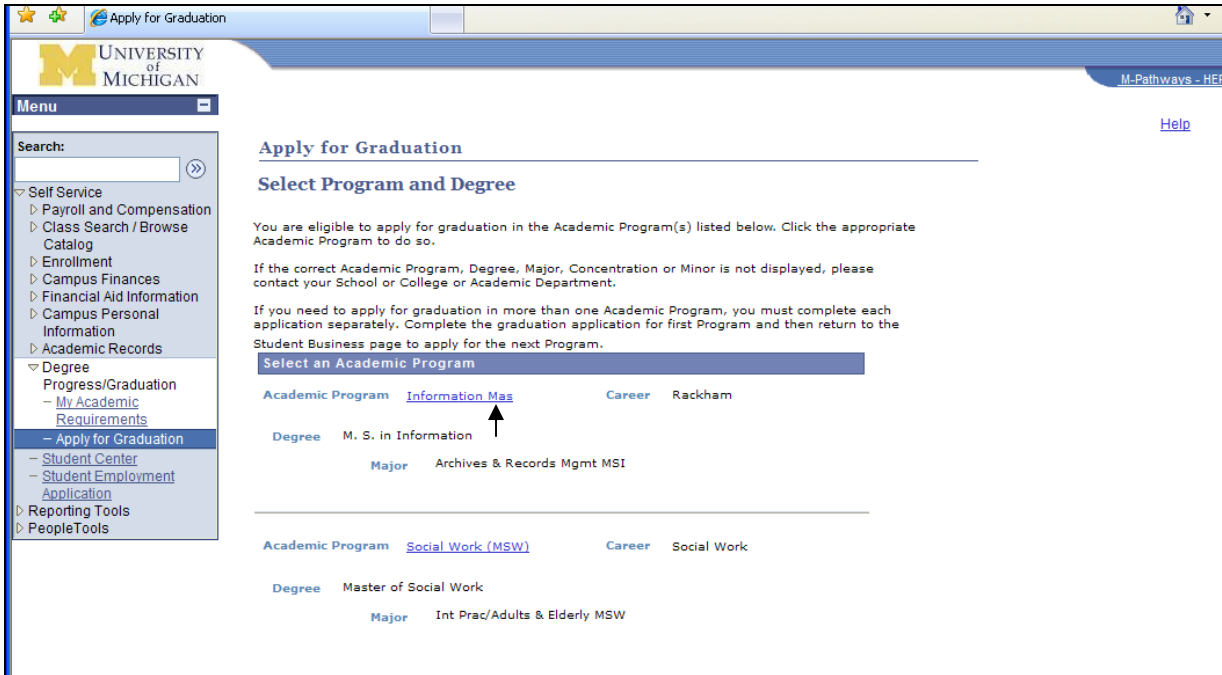 Apply for Graduation
UNIVERSITY
of
MICHIGAN
M-Pathways - HER
Menu
Help
Search:
Self Service
Payroll and Compensation
Class Search / Browse
Catalog
Enrollment
Campus Finances
Financial Aid Information
Campus Personal
Information
Academic Records
Degree
Progress/Graduation
– My Academic
Requirements
– Apply for Graduation
– Student Center
– Student Employment
Application
Reporting Tools
PeopleTools
Apply for Graduation
Select Program and Degree
You are eligible to apply for graduation in the Academic Program(s) listed below. Click the appropriate
Academic Program to do so.
If the correct Academic Program, Degree, Major, Concentration or Minor is not displayed, please
contact your School or College or Academic Department.
If you need to apply for graduation in more than one Academic Program, you must complete each
application separately. Complete the graduation application for first Program and then return to the
Student Business page to apply for the next Program.
Select an Academic Program
Academic Program Information Mas Career Rackham
Degree M. S. in Information
Major Archives & Records Mgmt MSI
Academic Program Social Work (MSW) Career Social Work
Degree Master of Social Work
Major Int Prac/Adults & Elderly MSW